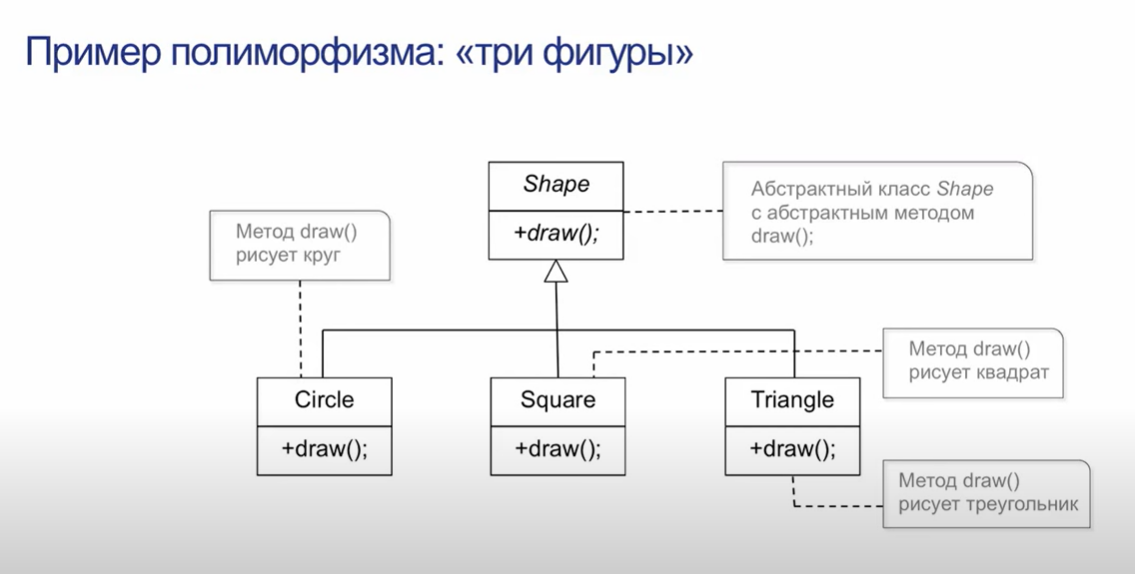 Пример полиморфизма: «три фигуры»
Shape
+draw();
Абстрактный класс Shape
с абстрактным методом
draw();
Метод draw()
рисует круг
Метод draw()
рисует квадрат
Circle
+draw();
Square
+draw();
Triangle
+draw();
Метод draw()
рисует треугольник